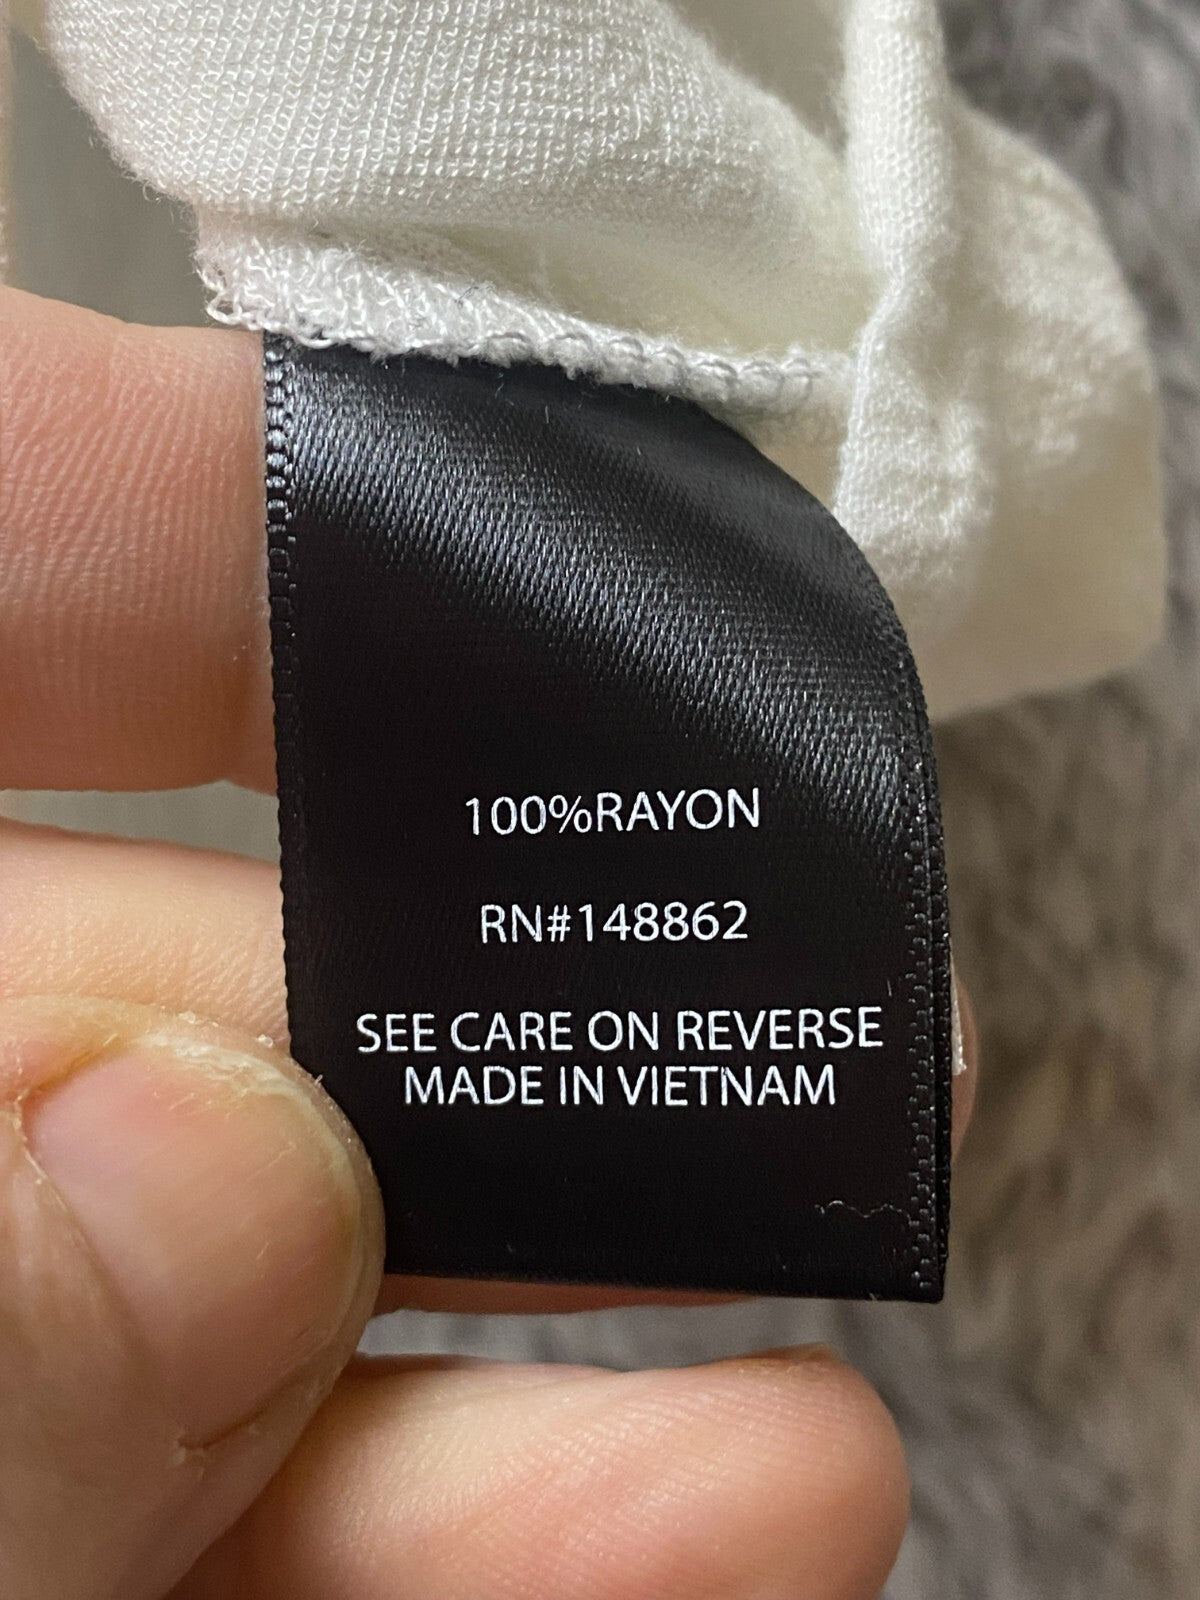 100%RAYON
RN#148862
SEE CARE ON REVERSE
MADE IN VIETNAM